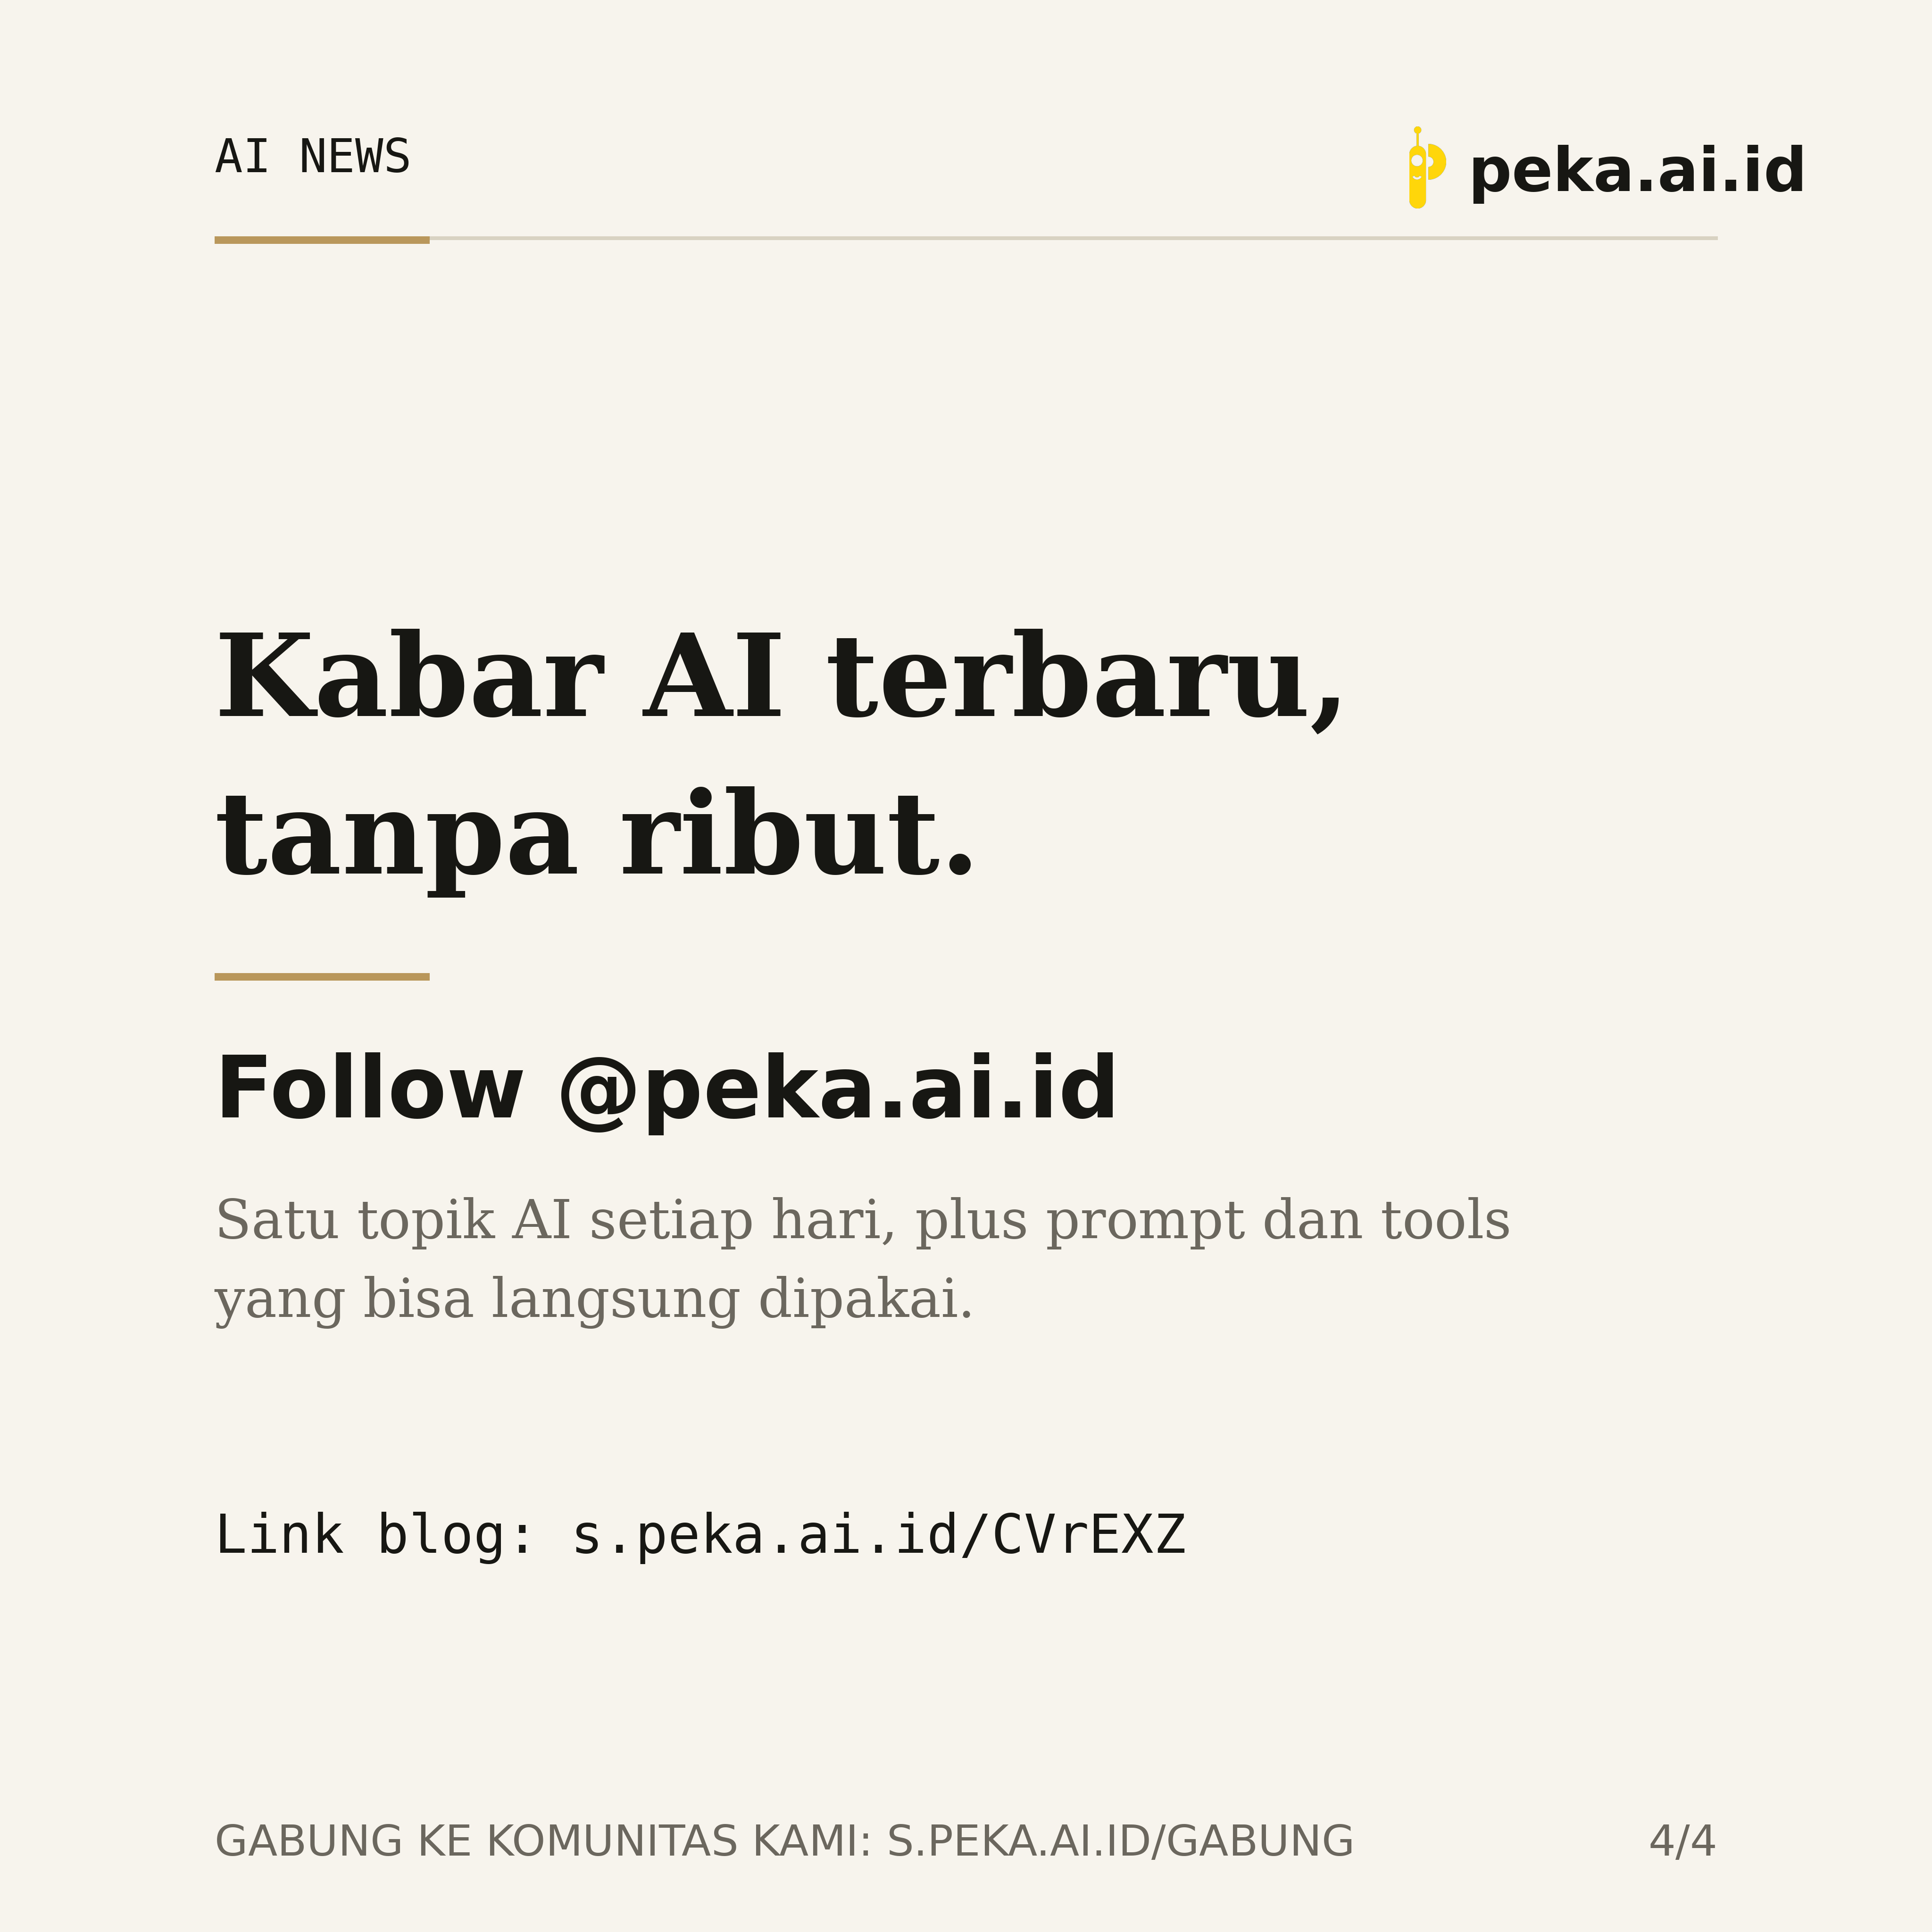 AI NEWS
peka.ai.id
Kabar AI terbaru,
tanpa ribut.
Follow @peka.ai.id
Satu topik AI setiap hari, plus prompt dan tools
yang bisa langsung dipakai.
Link blog: s.peka.ai.id/CVrEXZ
GABUNG KE KOMUNITAS KAMI: S.PEKA.AI.ID/GABUNG
4/4